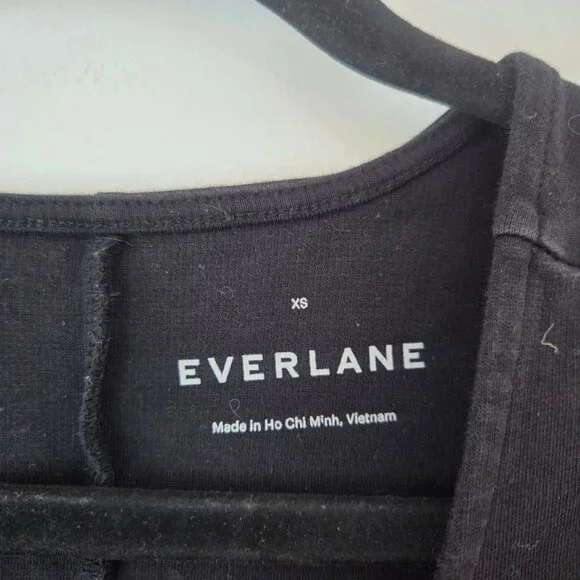 XS
EVERLANE
Made in Ho Chi Minh, Vietnam